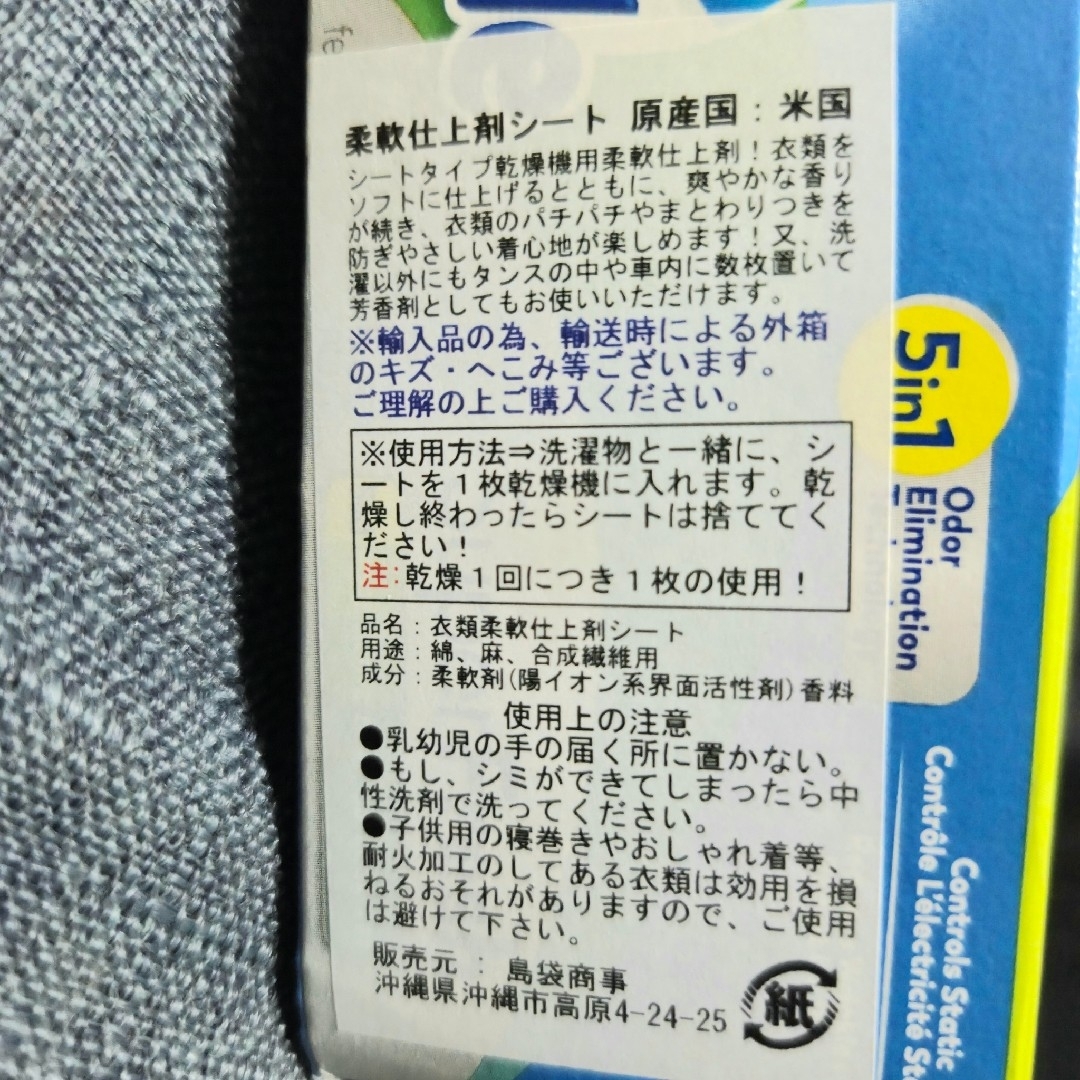 柔軟仕上剤シート 原産国：米国
シートタイプ乾燥機用柔軟仕上剤！衣類を
ソフトに仕上げるとともに、爽やかな香り
が続き、衣類のパチパチやまとわりつきを
防ぎやさしい着心地が楽しめます！又、洗
濯以外にもタンスの中や車内に数枚置いて
芳香剤としてもお使いいただけます。
※輸入品の為、輸送時による外箱
のキズ・へこみ等ございます。
ご理解の上ご購入ください。
※使用方法⇒洗濯物と一緒に、シ
ートを１枚乾燥機に入れます。乾
燥し終わったらシートは捨ててく
ださい！
注:乾燥１回につき１枚の使用！
品名：衣類柔軟仕上剤シート
用途：綿、麻、合成繊維用
成分：柔軟剤(陽イオン系界面活性剤)香料
使用上の注意
●乳幼児の手の届く所に置かない。
●もし、シミができてしまったら中
性洗剤で洗ってください。
●子供用の寝巻きやおしゃれ着等、
耐火加工のしてある衣類は効用を損
ねるおそれがありますので、ご使用
は避けて下さい。
販売元 ： 島袋商事
沖縄県沖縄市高原4-24-25
紙
5in1
Odor
Elimination
Controls Static
Contrôle L'électricité St
fe